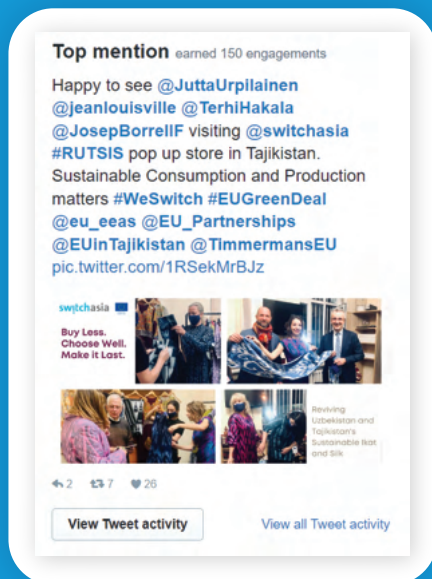 Top mention earned 150 engagements
Happy to see @JuttaUrpilainen
@jeanlouisville @TerhiHakala
@JosepBorrellF visiting @switchasia
#RUTSIS pop up store in Tajikistan.
Sustainable Consumption and Production
matters #WeSwitch #EUGreenDeal
@eu_eeas @EU_Partnerships
@EUinTajikistan @TimmermansEU
pic.twitter.com/1RSekMrBJz
switchasia
Buy Less.
Choose Well.
Make it Last.
Reviving
Uzbekistan and
Tajikistan's
Sustainable Ikat
and Silk
2 7 26
View Tweet activity View all Tweet activity